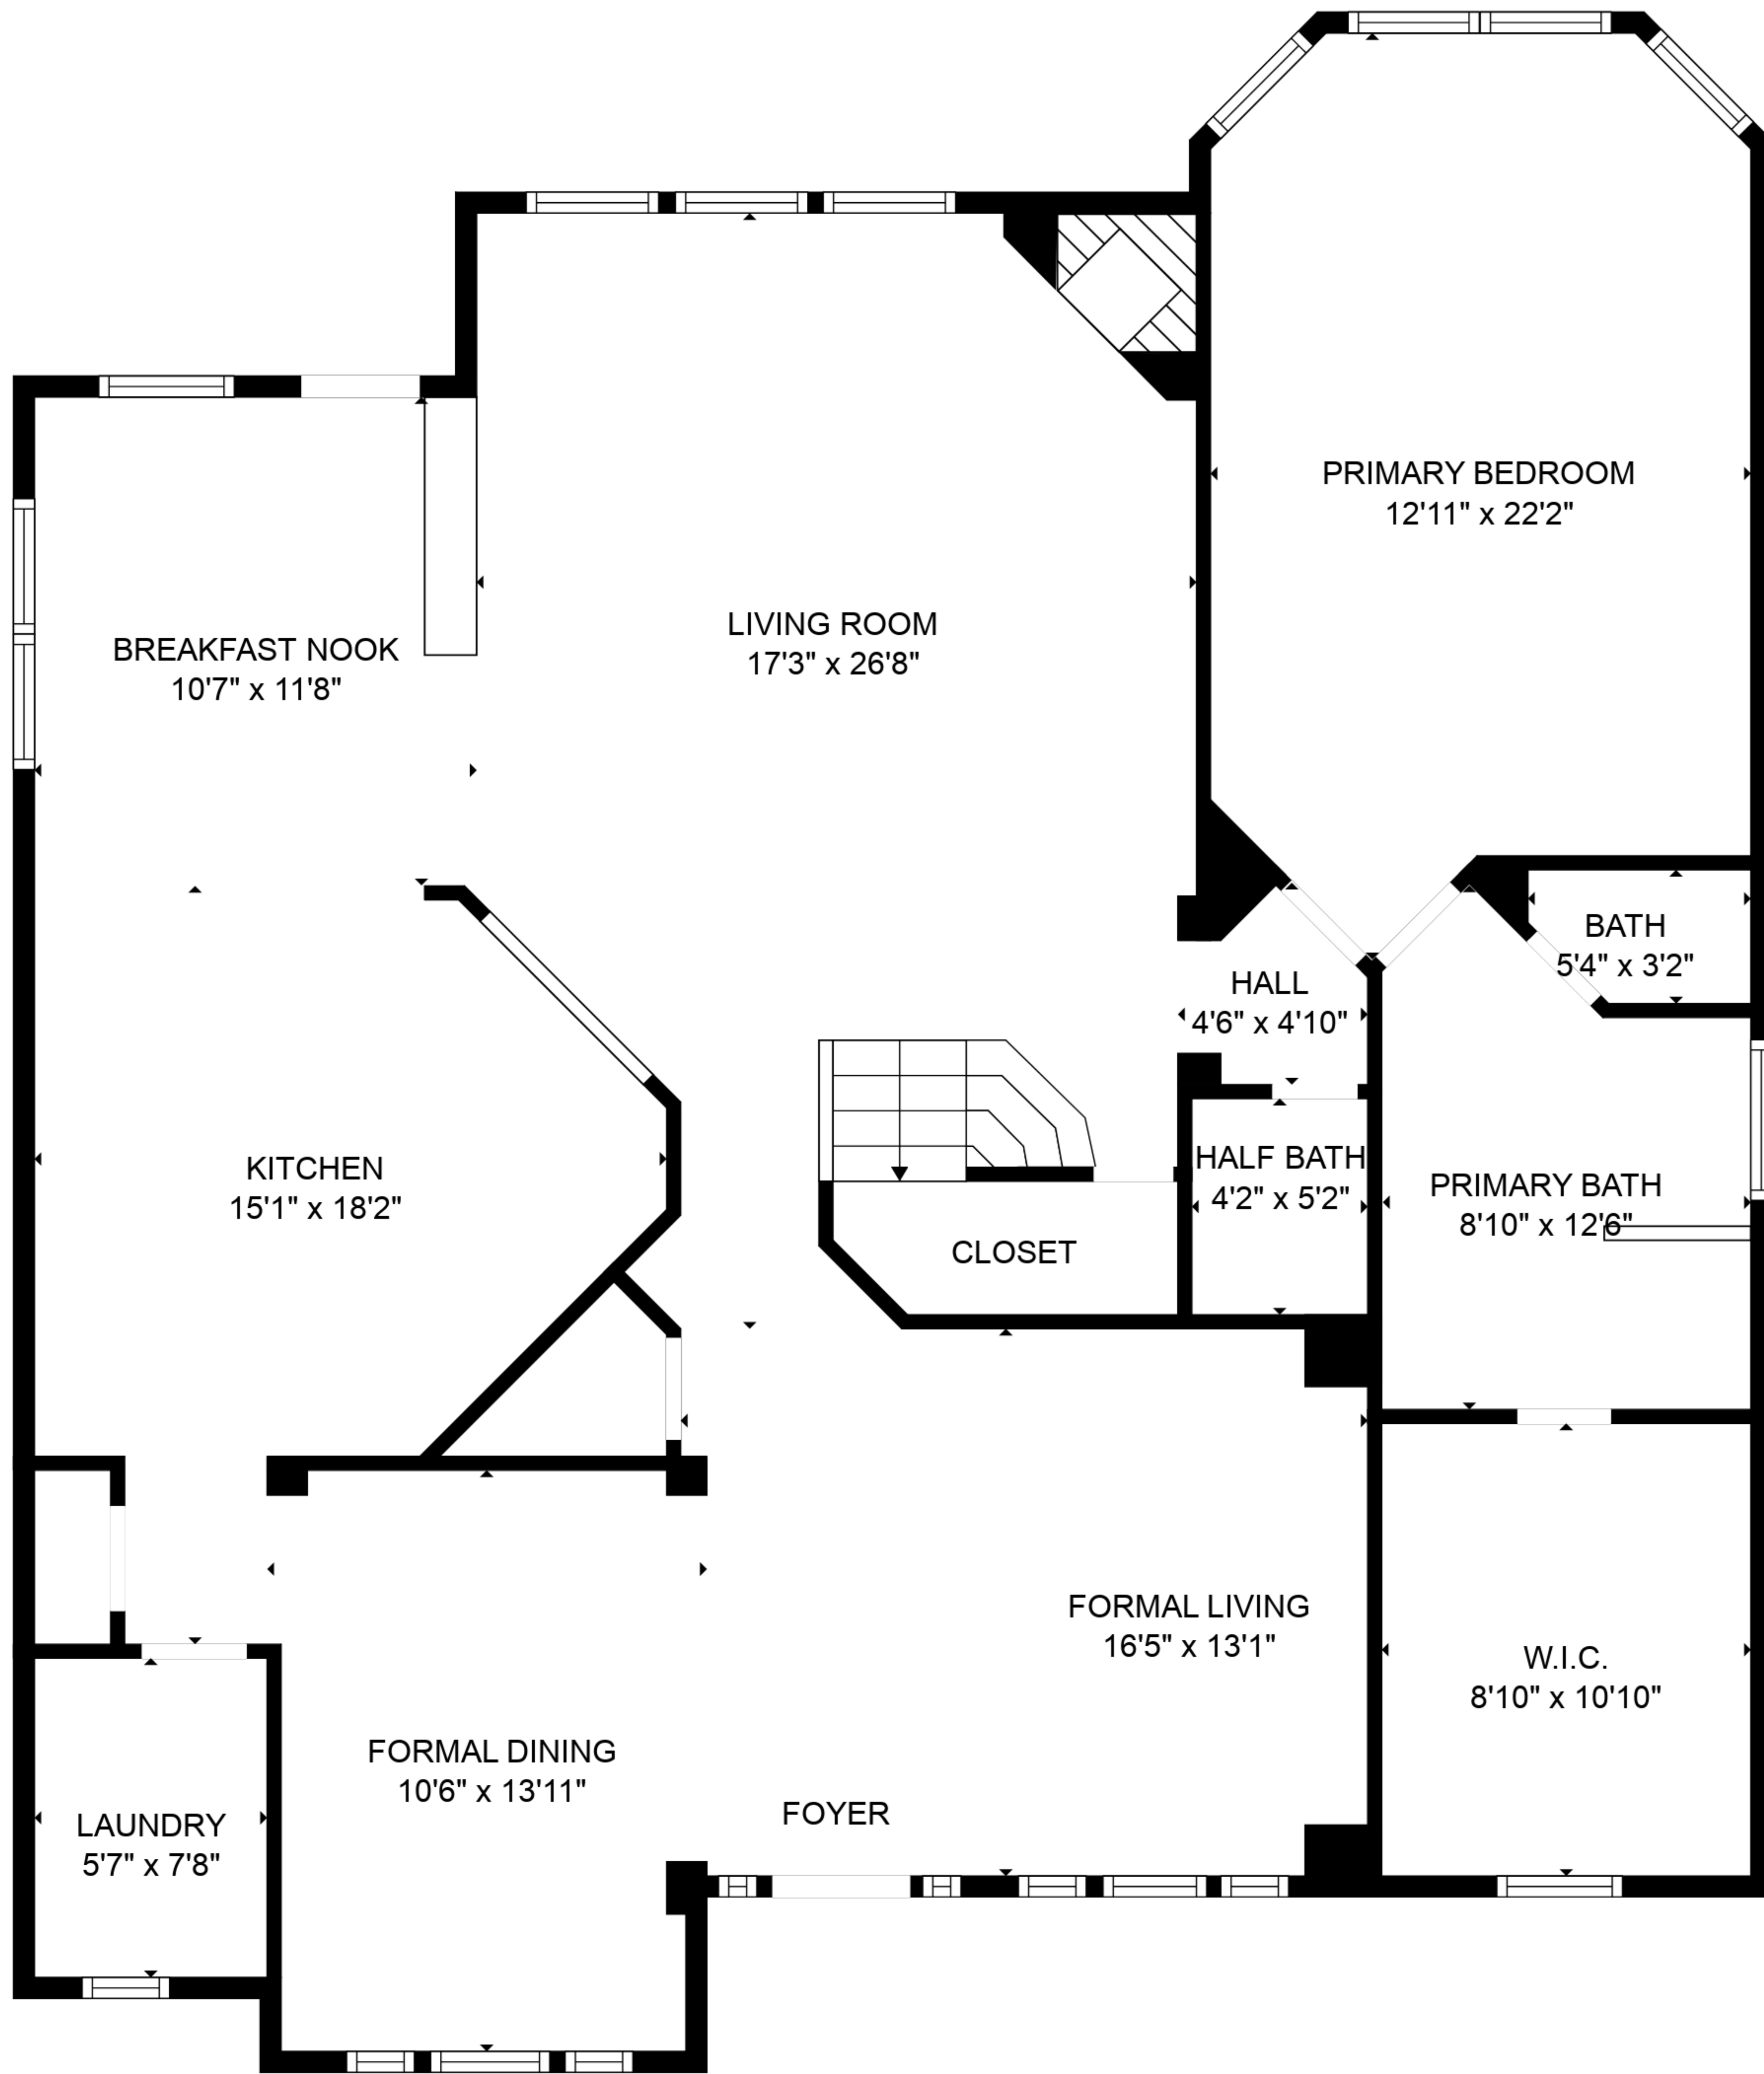 PRIMARY BEDROOM
12'11" x 22'2"
LIVING ROOM
17'3" x 26'8"
BREAKFAST NOOK
10'7" x 11'8"
BATH
5'4" x 3'2"
HALL
4'6" x 4'10"
HALF BATH
4'2" x 5'2"
KITCHEN
15'1" x 18'2"
PRIMARY BATH
8'10" x 12'6"
CLOSET
FORMAL LIVING
16'5" x 13'1"
W.I.C.
8'10" x 10'10"
FORMAL DINING
10'6" x 13'11"
FOYER
LAUNDRY
5'7" x 7'8"